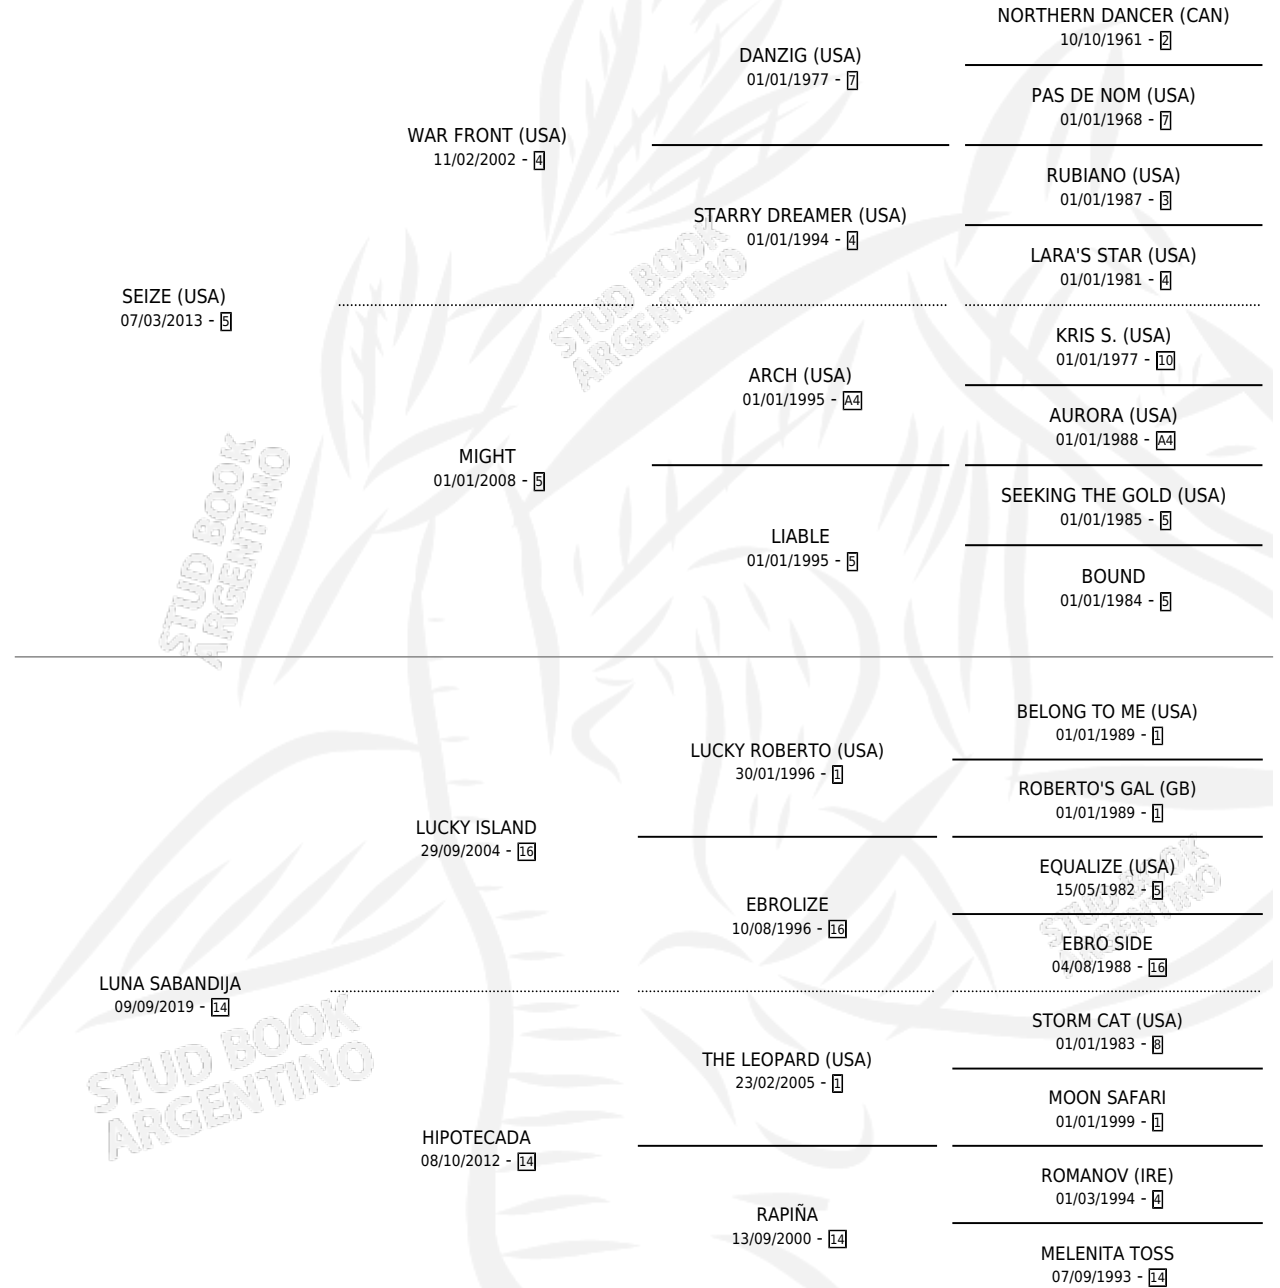 NORTHERN DANCER (CAN)
10/10/1961 - 2
DANZIG (USA)
01/01/1977 - 7
PAS DE NOM (USA)
01/01/1968 - 7
WAR FRONT (USA)
11/02/2002 - 4
RUBIANO (USA)
01/01/1987 - 3
STARRY DREAMER (USA)
01/01/1994 - 4
LARA'S STAR (USA)
01/01/1981 - 4
SEIZE (USA)
07/03/2013 - 5
KRIS S. (USA)
01/01/1977 - 10
ARCH (USA)
01/01/1995 - A4
AURORA (USA)
01/01/1988 - A4
MIGHT
01/01/2008 - 5
SEEKING THE GOLD (USA)
01/01/1985 - 5
LIABLE
01/01/1995 - 5
BOUND
01/01/1984 - 5
STUD BOOK
ARGENTINO
STUD BOOK
ARGENTINO
BELONG TO ME (USA)
01/01/1989 - 1
LUCKY ROBERTO (USA)
30/01/1996 - 1
ROBERTO'S GAL (GB)
01/01/1989 - 1
LUCKY ISLAND
29/09/2004 - 16
EQUALIZE (USA)
15/05/1982 - 5
EBROLIZE
10/08/1996 - 16
EBRO SIDE
04/08/1988 - 16
STUD BOOK
ARGENTINO
LUNA SABANDIJA
09/09/2019 - 14
STORM CAT (USA)
01/01/1983 - 8
THE LEOPARD (USA)
23/02/2005 - 1
MOON SAFARI
01/01/1999 - 1
STUD BOOK
ARGENTINO
HIPOTECADA
08/10/2012 - 14
ROMANOV (IRE)
01/03/1994 - 4
RAPIÑA
13/09/2000 - 14
MELENITA TOSS
07/09/1993 - 14